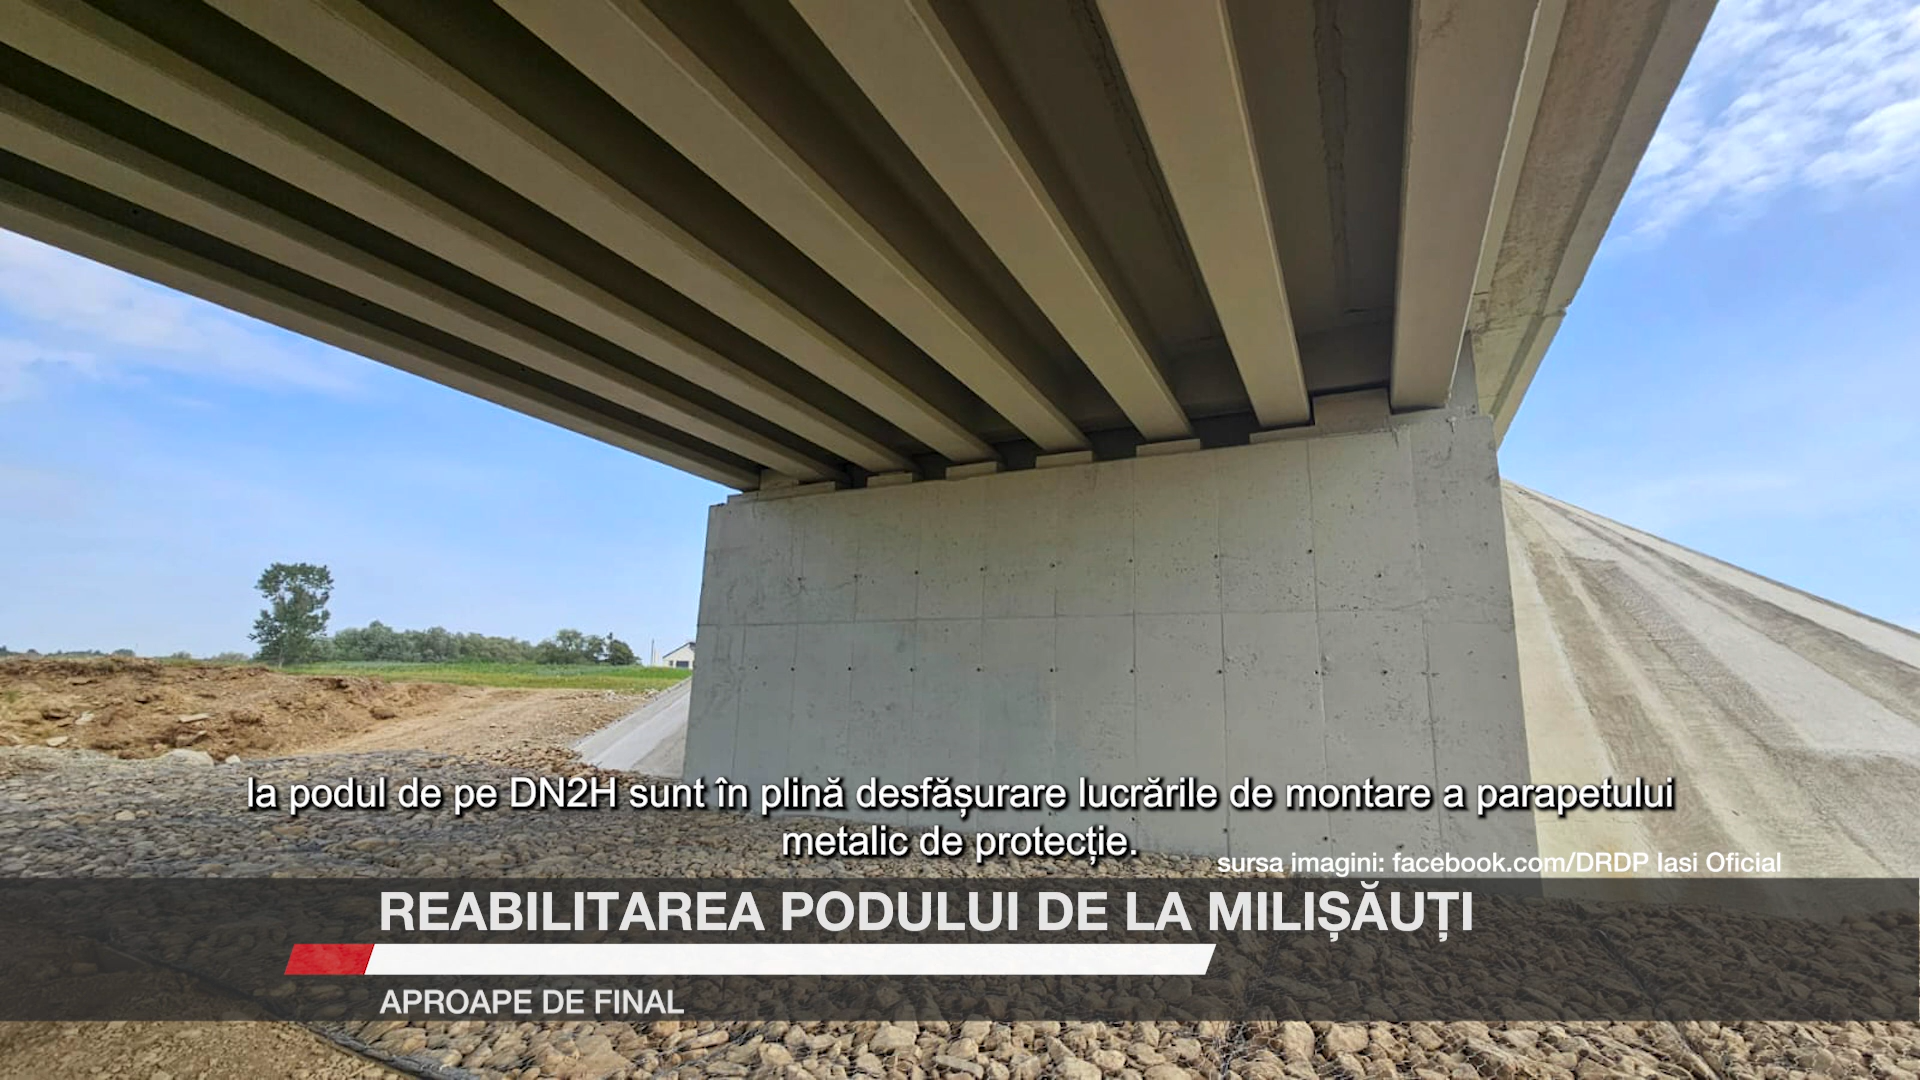 la podul de pe DN2H sunt în plină desfășurare lucrările de montare a parapetului
metalic de protecție.
sursa imagini: facebook.com/DRDP Iasi Oficial
REABILITAREA PODULUI DE LA MILIȘĂUȚI
APROAPE DE FINAL